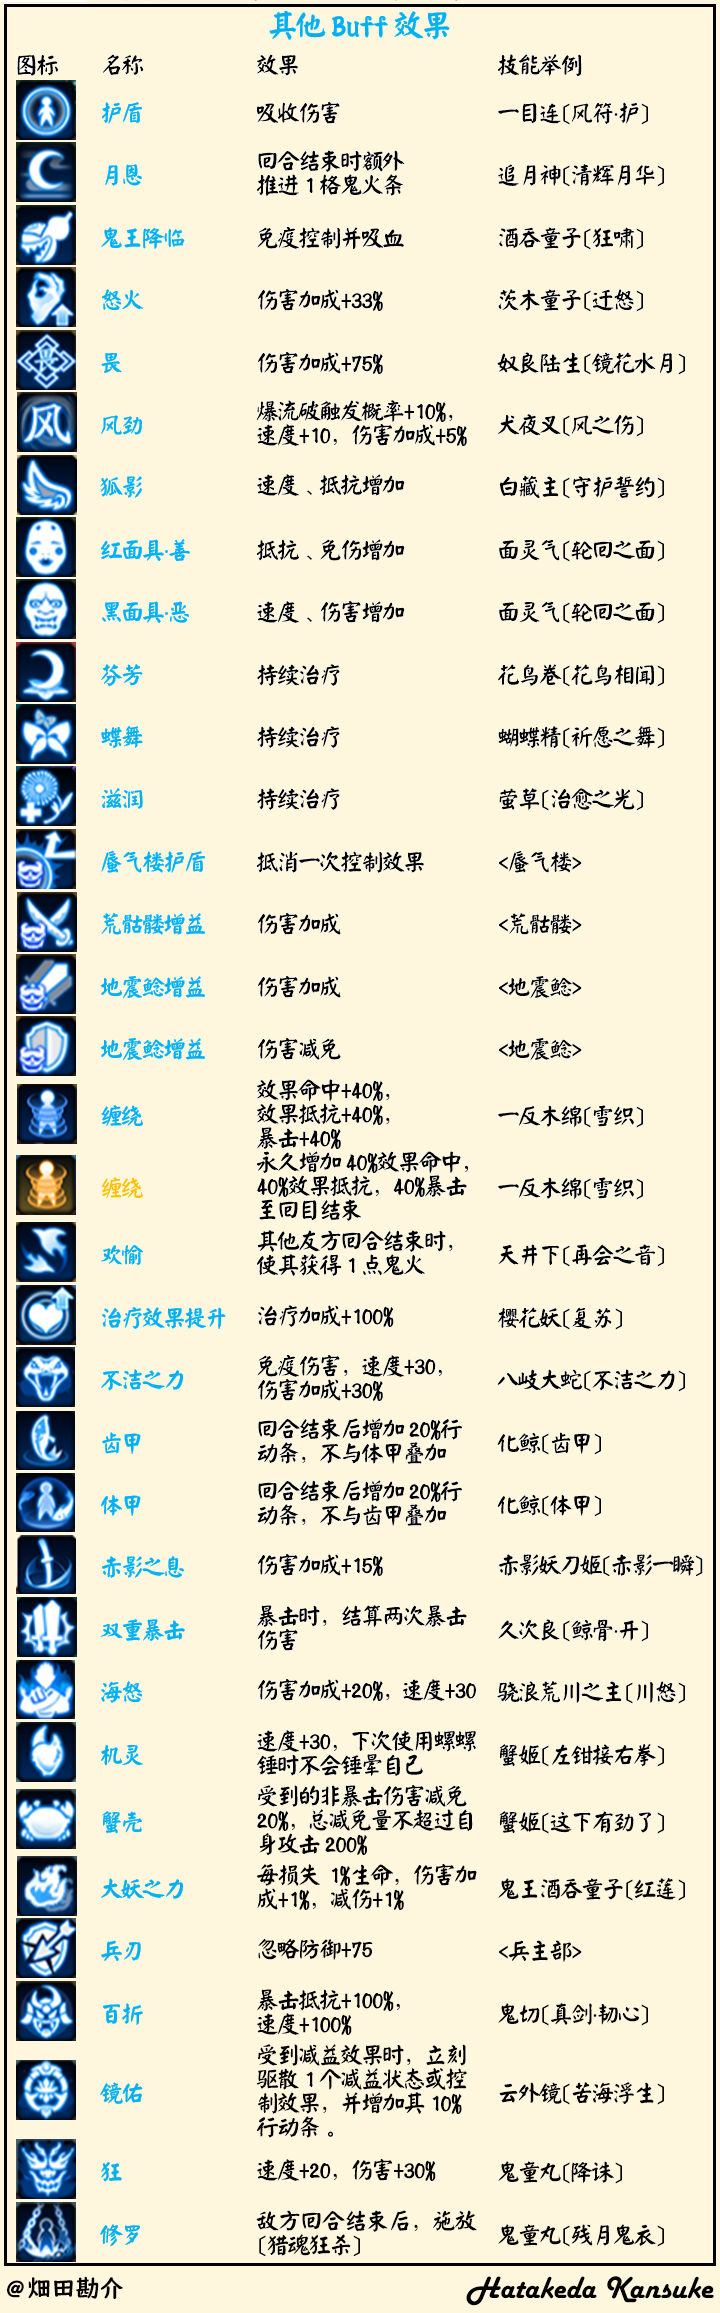 其他 Buff 效果
图标 名称 效果 技能举例
护盾 吸收伤害 一目连〔风符·护〕
月恩 回合结束时额外
推进 1 格鬼火条 追月神〔清辉月华〕
鬼王降临 免疫控制并吸血 酒吞童子〔狂啸〕
怒火 伤害加成+33% 茨木童子〔迁怒〕
畏 伤害加成+75% 奴良陆生〔镜花水月〕
风
风劲 爆流破触发概率+10%，
速度+10，伤害加成+5% 犬夜叉〔风之伤〕
狐影 速度、抵抗增加 白藏主〔守护誓约〕
红面具·善 抵抗、免伤增加 面灵气〔轮回之面〕
黑面具·恶 速度、伤害增加 面灵气〔轮回之面〕
芬芳 持续治疗 花鸟卷〔花鸟相闻〕
蝶舞 持续治疗 蝴蝶精〔祈愿之舞〕
滋润 持续治疗 萤草〔治愈之光〕
蜃气楼护盾 抵消一次控制效果 <蜃气楼>
荒骷髅增益 伤害加成 <荒骷髅>
地震鲶增益 伤害加成 <地震鲶>
地震鲶增益 伤害减免 <地震鲶>
缠绕 效果命中+40%，
效果抵抗+40%，
暴击+40% 一反木绵〔雪织〕
缠绕 永久增加 40%效果命中，
40%效果抵抗，40%暴击
至回目结束 一反木绵〔雪织〕
欢愉 其他友方回合结束时，
使其获得 1 点鬼火 天井下〔再会之音〕
治疗效果提升 治疗加成+100% 樱花妖〔复苏〕
不洁之力 免疫伤害，速度+30，
伤害加成+30% 八岐大蛇〔不洁之力〕
齿甲 回合结束后增加 20%行
动条，不与体甲叠加 化鲸〔齿甲〕
体甲 回合结束后增加 20%行
动条，不与齿甲叠加 化鲸〔体甲〕
赤影之息 伤害加成+15% 赤影妖刀姬〔赤影一瞬〕
双重暴击 暴击时，结算两次暴击
伤害 久次良〔鲸骨·开〕
海怒 伤害加成+20%，速度+30 骁浪荒川之主〔川怒〕
机灵 速度+30，下次使用螺螺
锤时不会锤晕自己 蟹姬〔左钳接右拳〕
蟹壳 受到的非暴击伤害减免
20%，总减免量不超过自
身攻击 200% 蟹姬〔这下有劲了〕
大妖之力 每损失 1%生命，伤害加
成+1%，减伤+1% 鬼王酒吞童子〔红莲〕
兵刃 忽略防御+75 <兵主部>
百折 暴击抵抗+100%，
速度+100% 鬼切〔真剑·韧心〕
镜佑 受到减益效果时，立刻
驱散 1 个减益状态或控
制效果，并增加其 10%
行动条。 云外镜〔苦海浮生〕
狂 速度+20，伤害+30% 鬼童丸〔降诛〕
修罗 敌方回合结束后，施放
〔猎魂狂杀〕 鬼童丸〔残月鬼衣〕
@畑田勘介 Hatakeda Kansuke